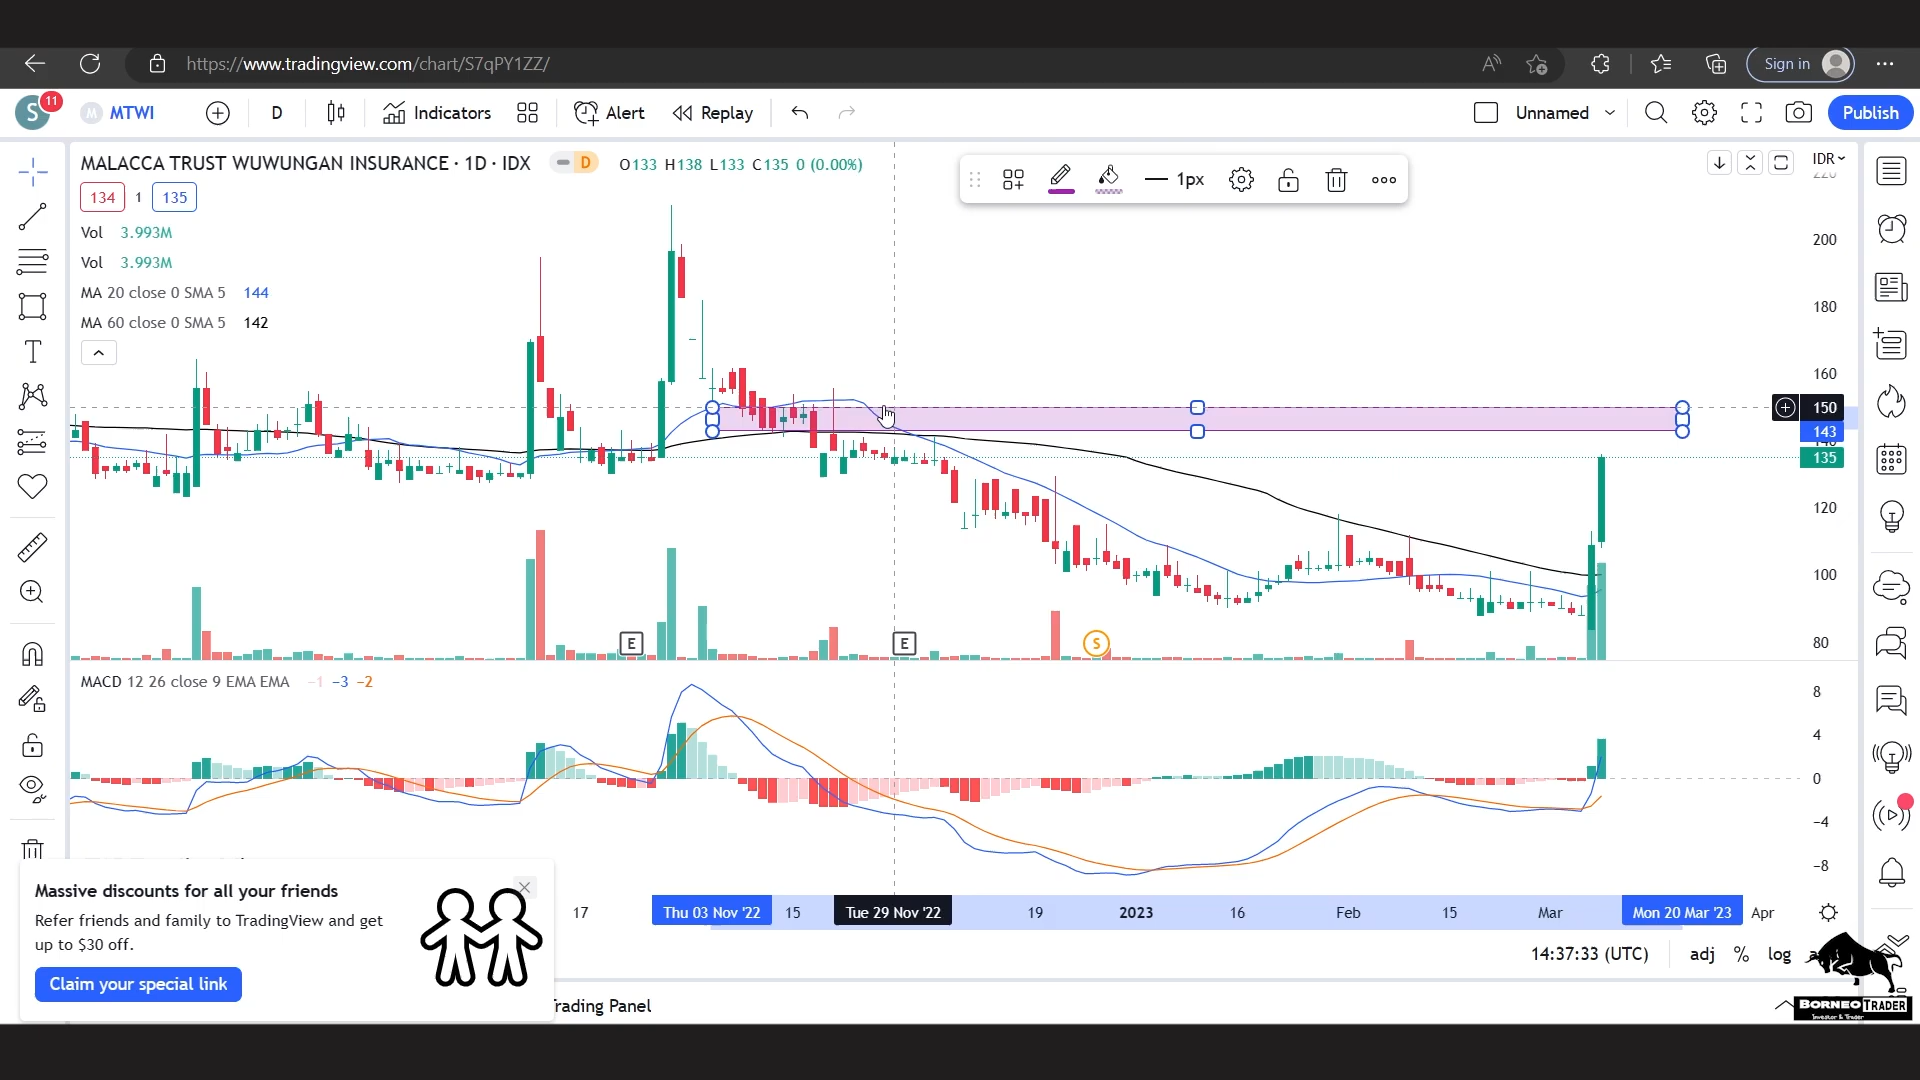 https://www.tradingview.com/chart/S7qPY1ZZ/
Sign in
S 11
M MTWI
D
Indicators
Alert
Replay
Unnamed
Publish
MALACCA TRUST WUWUNGAN INSURANCE · 1D · IDX
D
O133 H138 L133 C135 0 (0.00%)
1px
IDR
134 1 135
Vol 3.993M
Vol 3.993M
MA 20 close 0 SMA 5 144
MA 60 close 0 SMA 5 142
220
200
180
160
150
143
140
135
120
100
80
E
E
S
MACD 12 26 close 9 EMA EMA −1 −3 −2
8
4
0
−4
−8
17
Thu 03 Nov '22
15
Tue 29 Nov '22
19
2023
16
Feb
15
Mar
Mon 20 Mar '23
Apr
14:37:33 (UTC)
adj
%
log
Massive discounts for all your friends
Refer friends and family to TradingView and get
up to $30 off.
Claim your special link
Trading Panel
BORNEO TRADER
Investor & Trader